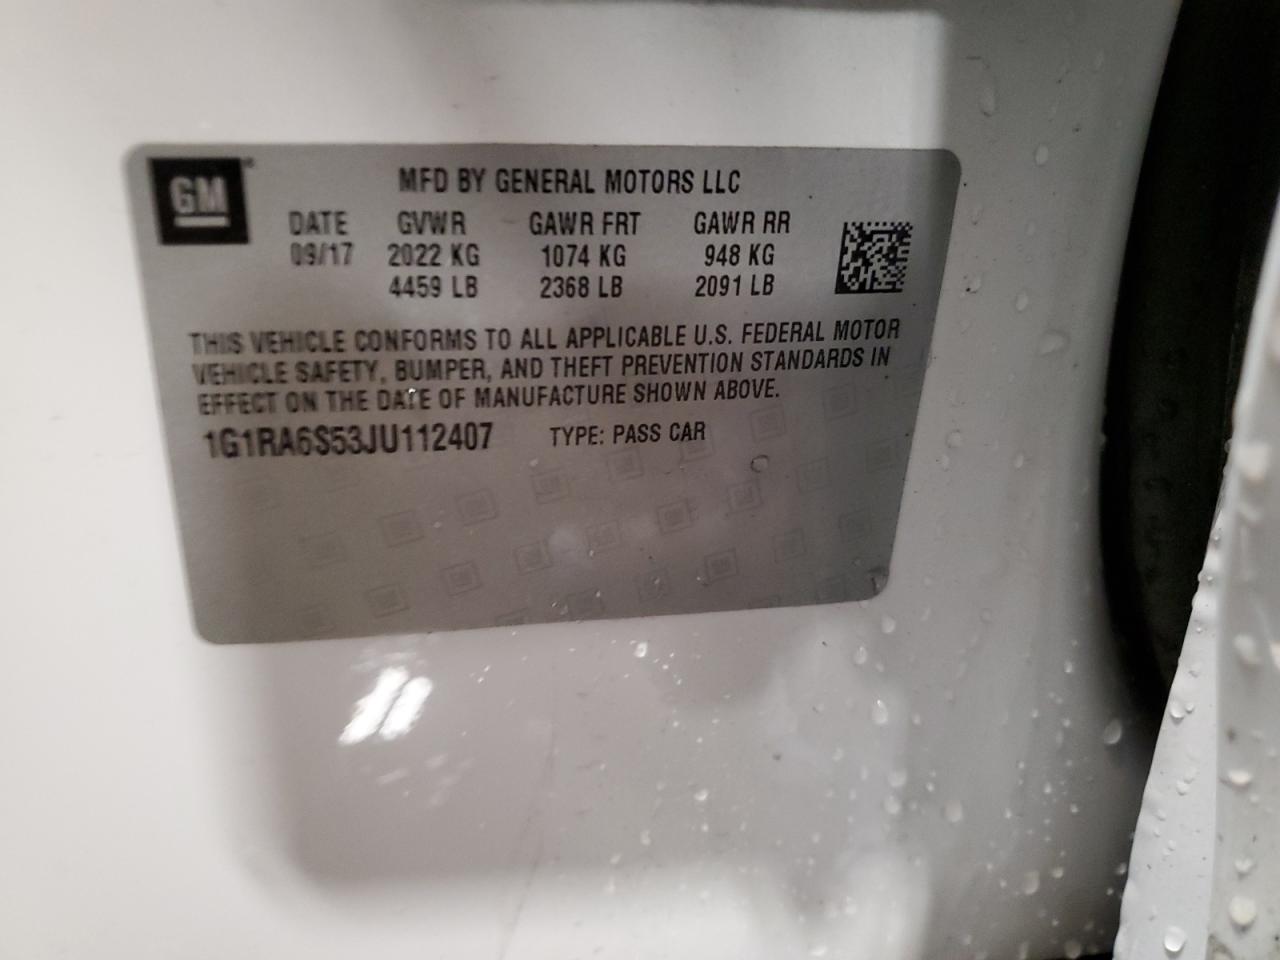 GM
MFD BY GENERAL MOTORS LLC
DATE GVWR GAWR FRT GAWR RR
09/17 2022 KG 1074 KG 948 KG
4459 LB 2368 LB 2091 LB
THIS VEHICLE CONFORMS TO ALL APPLICABLE U.S. FEDERAL MOTOR
VEHICLE SAFETY, BUMPER, AND THEFT PREVENTION STANDARDS IN
EFFECT ON THE DATE OF MANUFACTURE SHOWN ABOVE.
1G1RA6S53JU112407 TYPE: PASS CAR